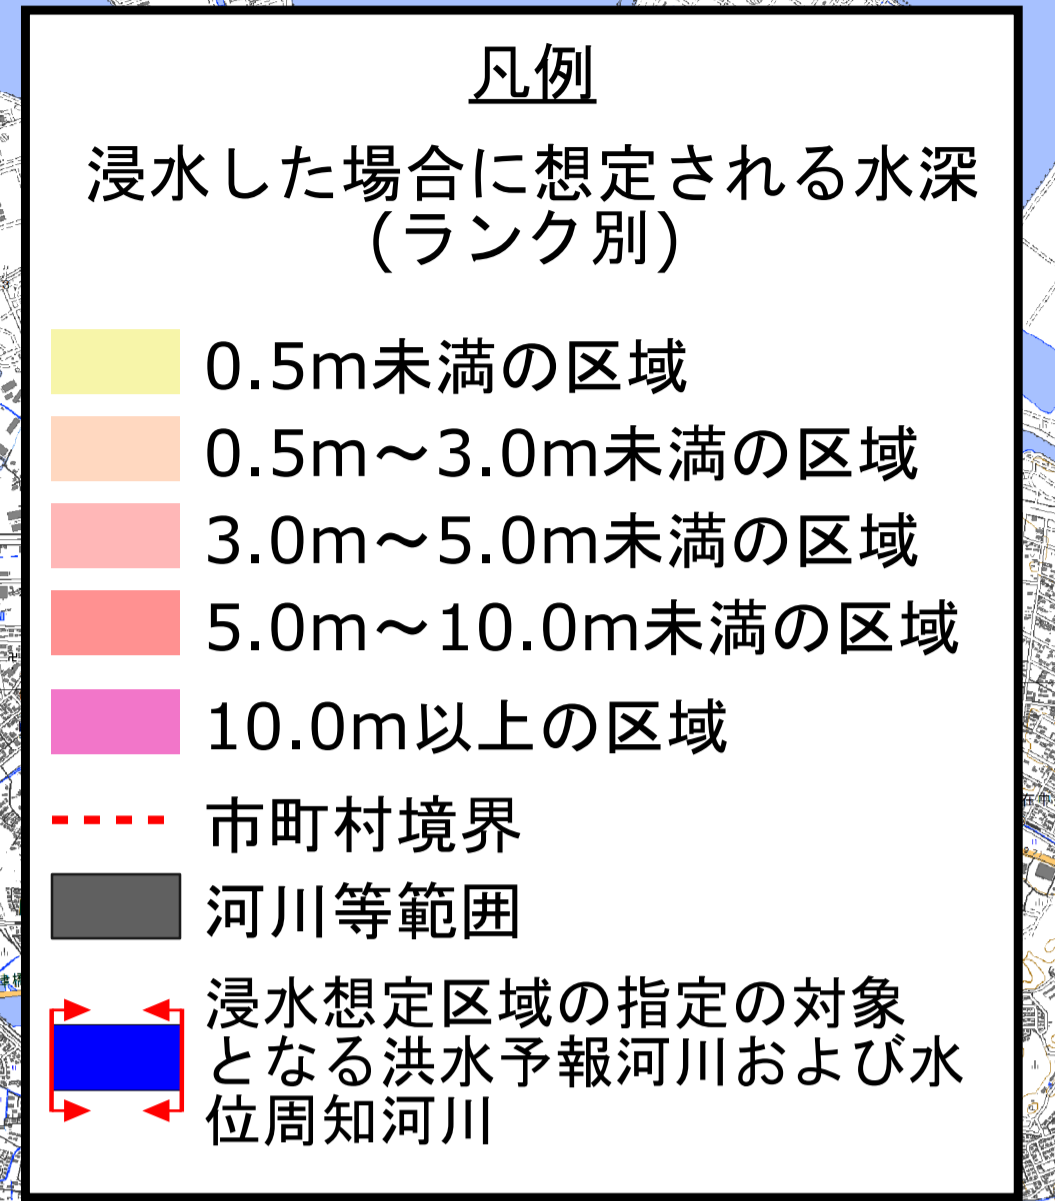 凡例
浸水した場合に想定される水深
(ランク別)
0.5m未満の区域
0.5m～3.0m未満の区域
3.0m～5.0m未満の区域
5.0m～10.0m未満の区域
10.0m以上の区域
市町村境界
河川等範囲
浸水想定区域の指定の対象
となる洪水予報河川および水
位周知河川